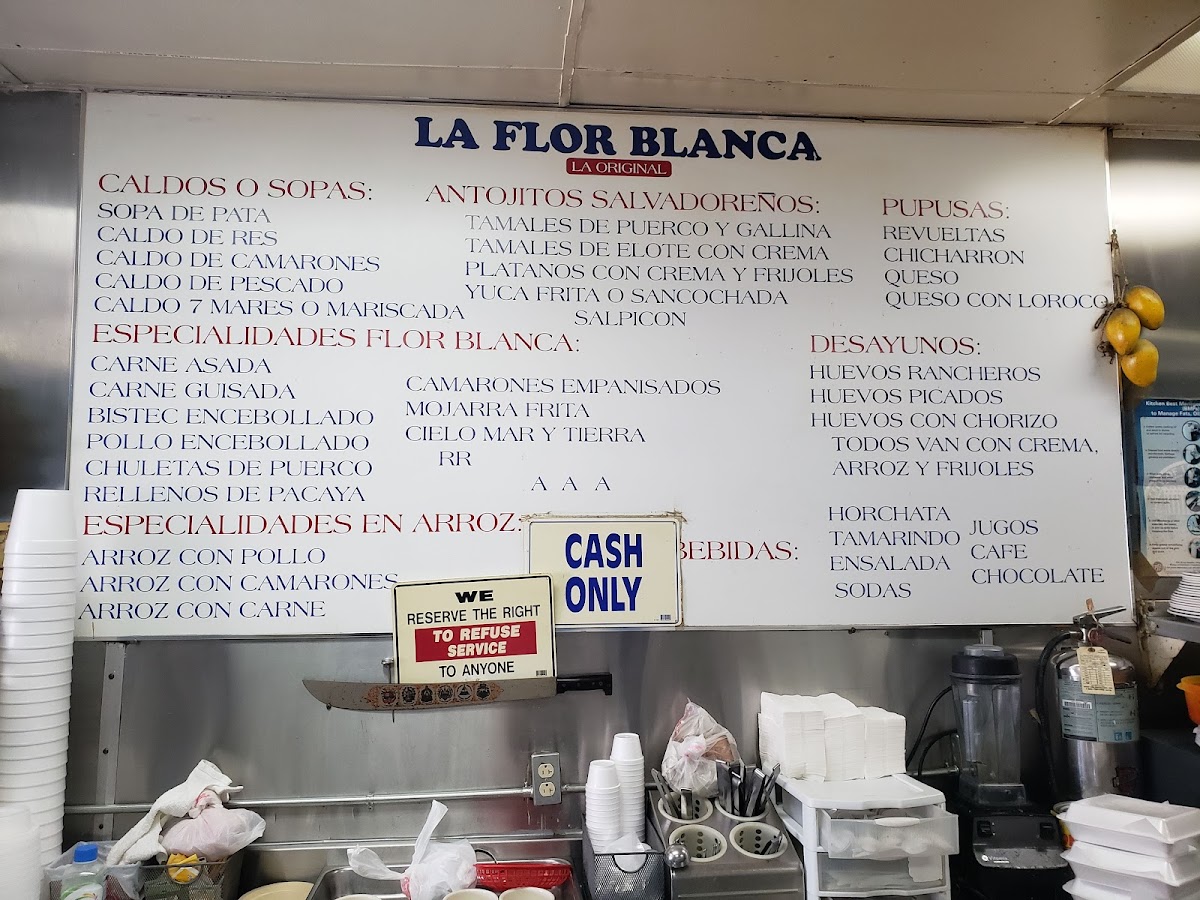 LA FLOR BLANCA
LA ORIGINAL
CALDOS O SOPAS:
SOPA DE PATA
CALDO DE RES
CALDO DE CAMARONES
CALDO DE PESCADO
CALDO 7 MARES O MARISCADA
ANTOJITOS SALVADOREÑOS:
TAMALES DE PUERCO Y GALLINA
TAMALES DE ELOTE CON CREMA
PLATANOS CON CREMA Y FRIJOLES
YUCA FRITA O SANCOCHADA
SALPICON
PUPUSAS:
REVUELTAS
CHICHARRON
QUESO
QUESO CON LOROCO
ESPECIALIDADES FLOR BLANCA:
CARNE ASADA
CARNE GUISADA
BISTEC ENCEBOLLADO
POLLO ENCEBOLLADO
CHULETAS DE PUERCO
RELLENOS DE PACAYA
CAMARONES EMPANISADOS
MOJARRA FRITA
CIELO MAR Y TIERRA
RR
A A A
DESAYUNOS:
HUEVOS RANCHEROS
HUEVOS PICADOS
HUEVOS CON CHORIZO
TODOS VAN CON CREMA,
ARROZ Y FRIJOLES
ESPECIALIDADES EN ARROZ:
ARROZ CON POLLO
ARROZ CON CAMARONES
ARROZ CON CARNE
BEBIDAS:
HORCHATA
TAMARINDO
ENSALADA
SODAS
JUGOS
CAFE
CHOCOLATE
CASH
ONLY
WE
RESERVE THE RIGHT
TO REFUSE
SERVICE
TO ANYONE
to Manage Fats, Oi